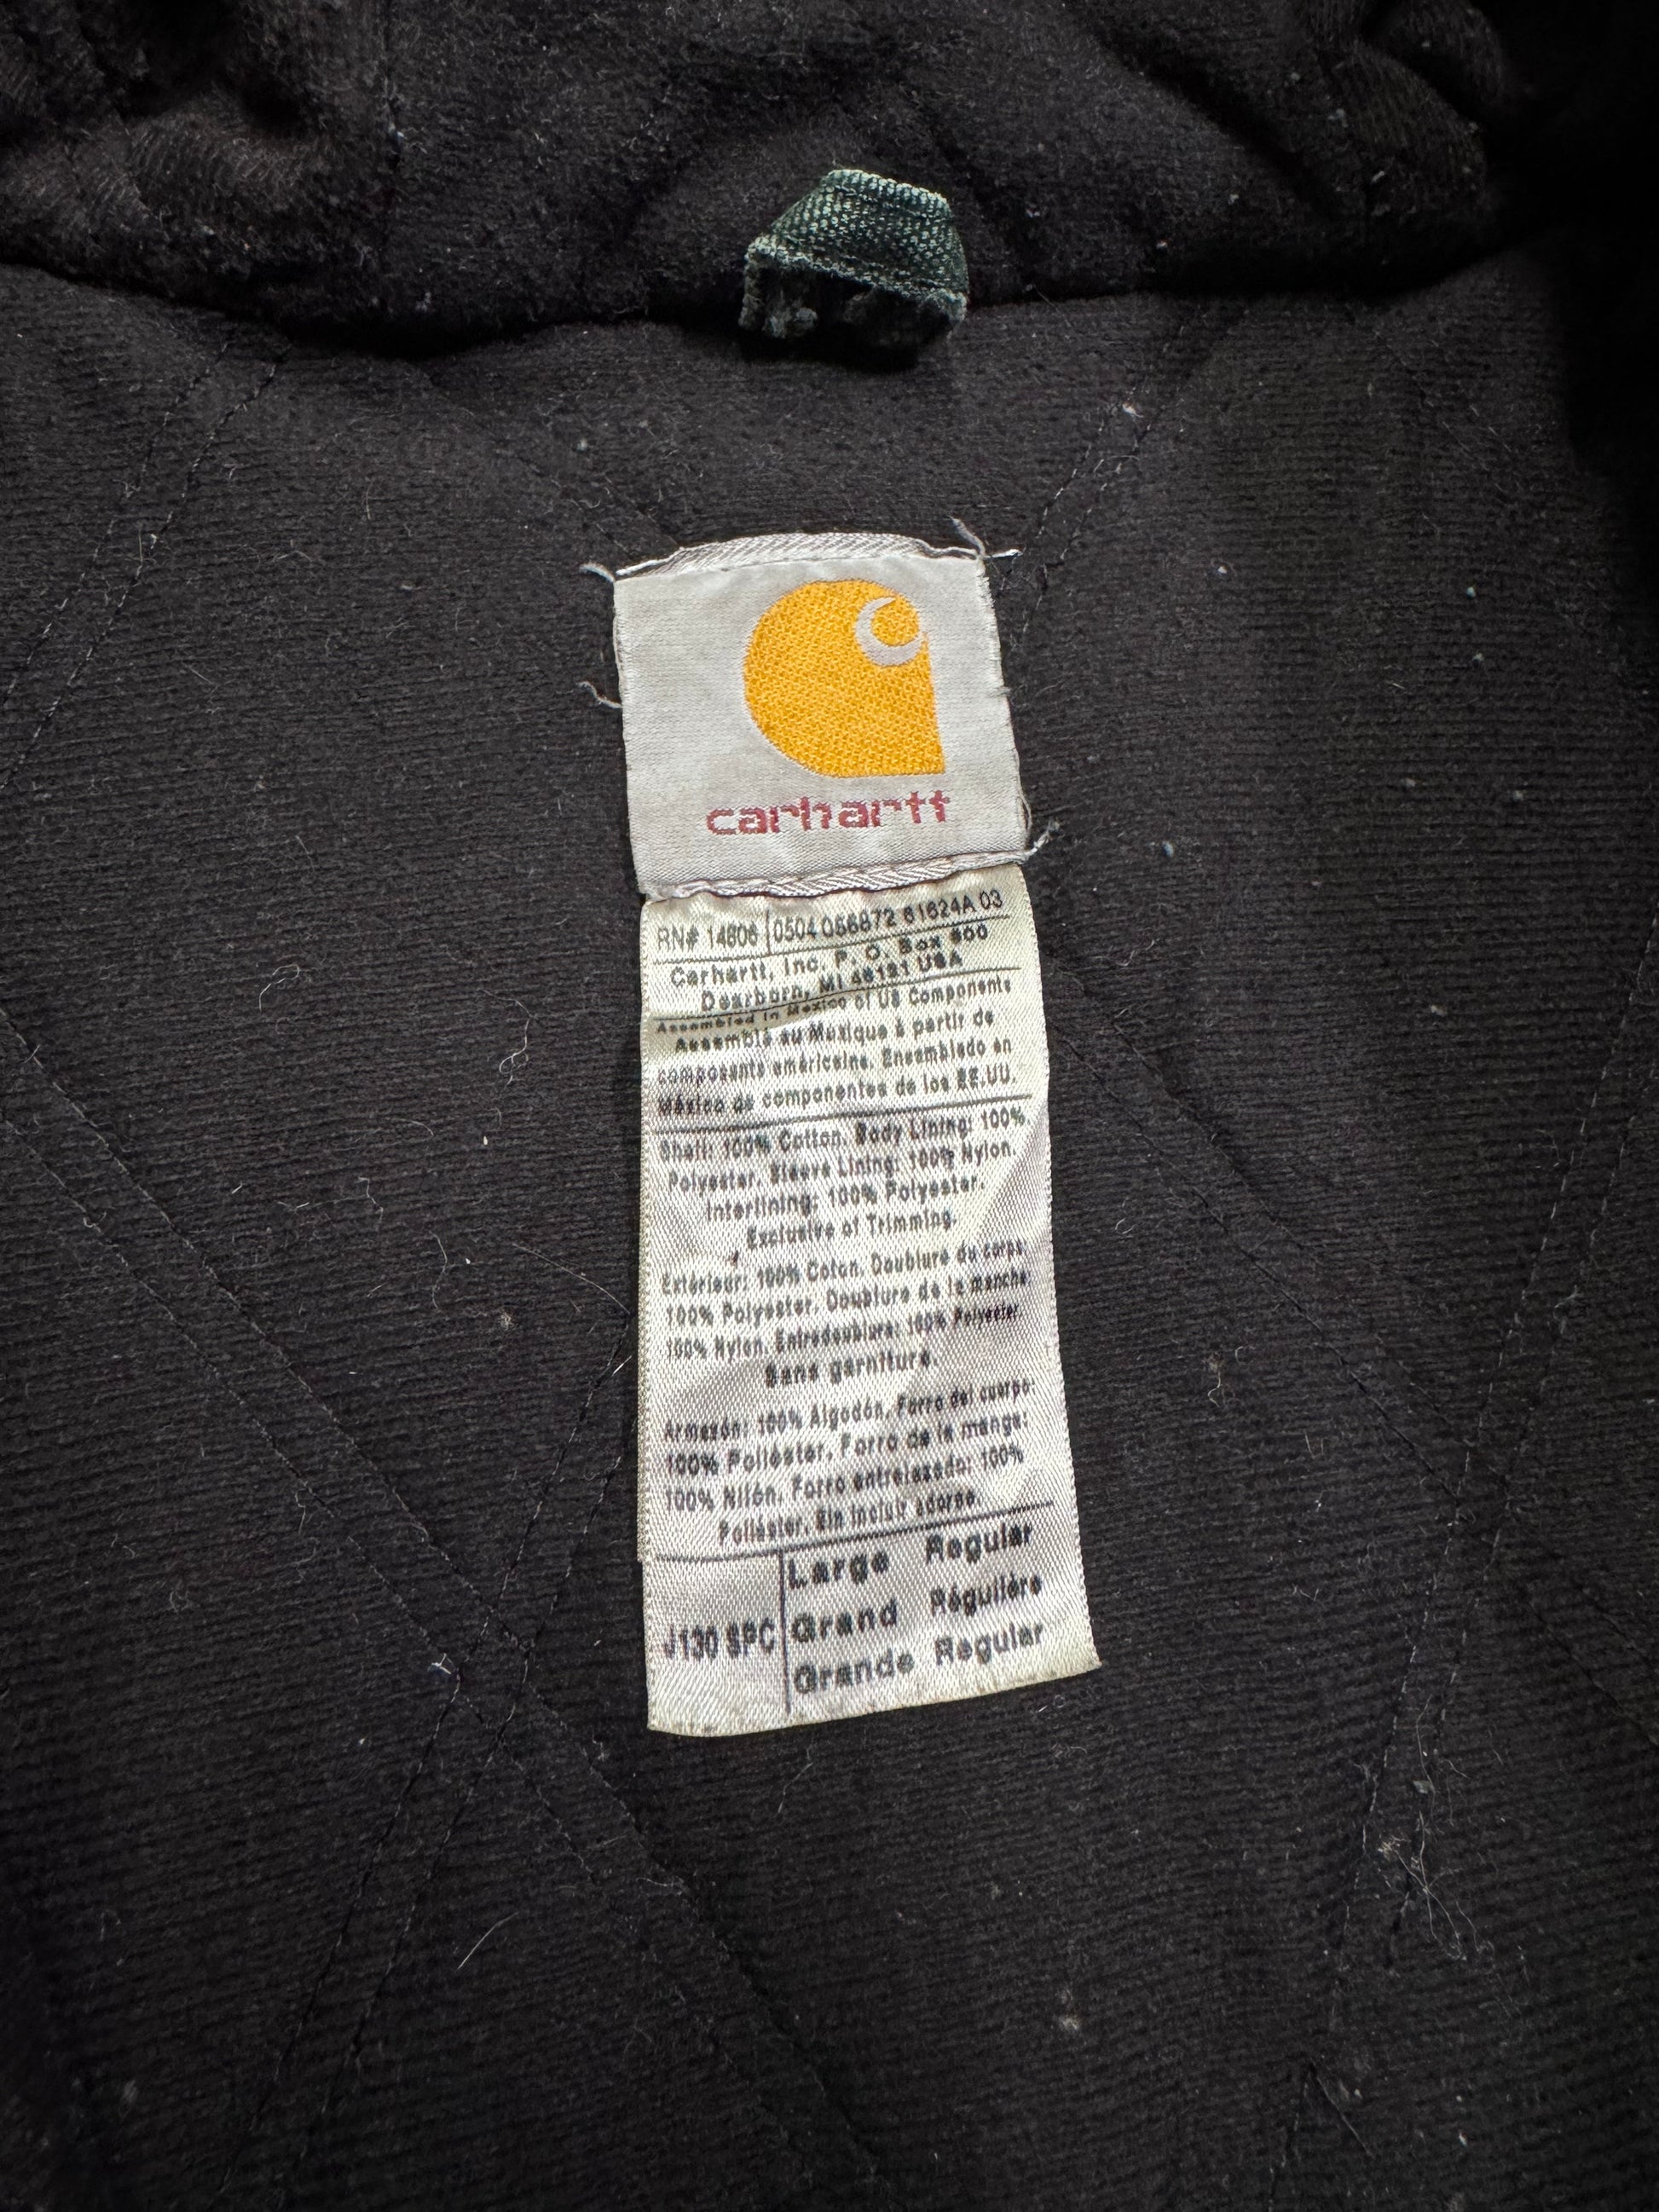 carhartt
RN# 14806 0504 056872 61624A 03
Carhartt, Inc. P. O. Box 600
Dearborn, MI 48121 USA
Assembled in Mexico of US Components
Assemblé au Mexique à partir de
composants américains. Ensamblado en
México de componentes de los EE.UU.
Shell: 100% Cotton. Body Lining: 100%
Polyester. Sleeve Lining: 100% Nylon.
Interlining: 100% Polyester.
Exclusive of Trimming.
Extérieur: 100% Coton. Doublure du corps:
100% Polyester. Doublure de la manche
100% Nylon. Entredoublure: 100% Polyester.
Sans garniture.
Armazón: 100% Algodón. Forro del cuerpo:
100% Poliéster. Forro de la manga:
100% Nilón. Forro entrelazado: 100%
Poliéster. Sin incluir adorno.
J130 SPC
Large Regular
Grand Régulière
Grande Regular